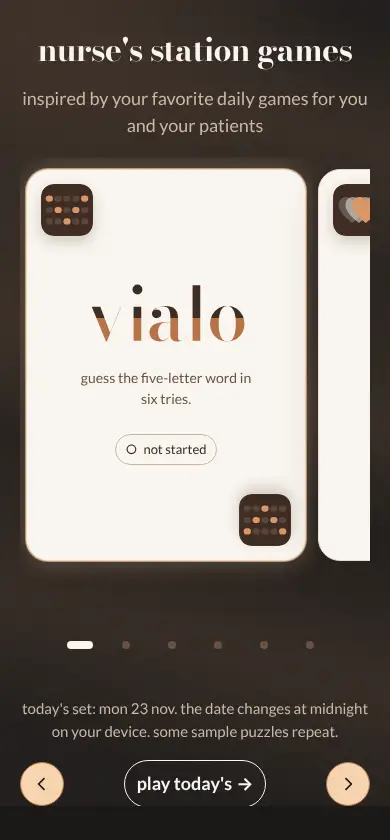 nurse's station games
inspired by your favorite daily games for you
and your patients
vialo
guess the five-letter word in
six tries.
not started
today's set: mon 23 nov. the date changes at midnight
on your device. some sample puzzles repeat.
play today's →